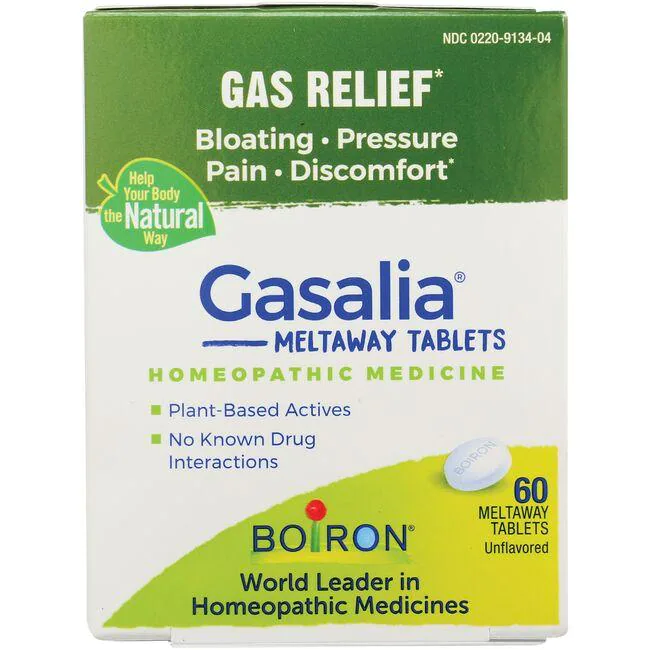 NDC 0220-9134-04
GAS RELIEF*
Bloating • Pressure
Pain • Discomfort*
Help
Your Body
the Natural
Way
Gasalia®
MELTAWAY TABLETS
HOMEOPATHIC MEDICINE
Plant-Based Actives
No Known Drug
Interactions
BOIRON
60
MELTAWAY
TABLETS
Unflavored
BOIRON®
World Leader in
Homeopathic Medicines